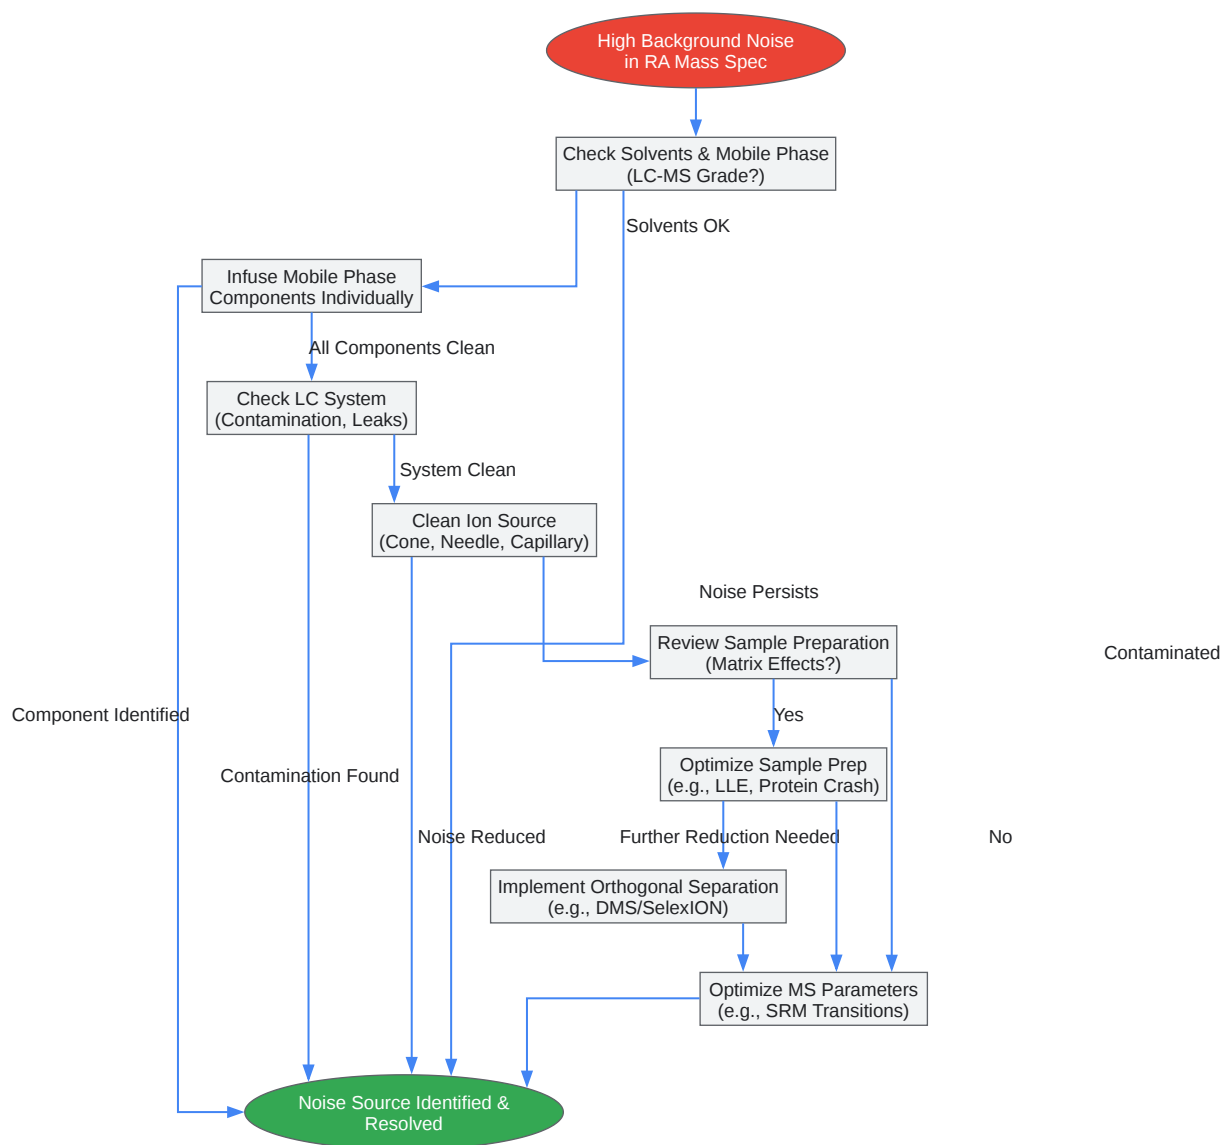 High Background Noise
in RA Mass Spec
Check Solvents & Mobile Phase
(LC-MS Grade?)
Solvents OK
Infuse Mobile Phase
Components Individually
All Components Clean
Check LC System
(Contamination, Leaks)
System Clean
Clean Ion Source
(Cone, Needle, Capillary)
Noise Persists
Review Sample Preparation
(Matrix Effects?)
Contaminated
Component Identified
Yes
Optimize Sample Prep
(e.g., LLE, Protein Crash)
Contamination Found
Noise Reduced
Further Reduction Needed
No
Implement Orthogonal Separation
(e.g., DMS/SelexION)
Optimize MS Parameters
(e.g., SRM Transitions)
Noise Source Identified &
Resolved